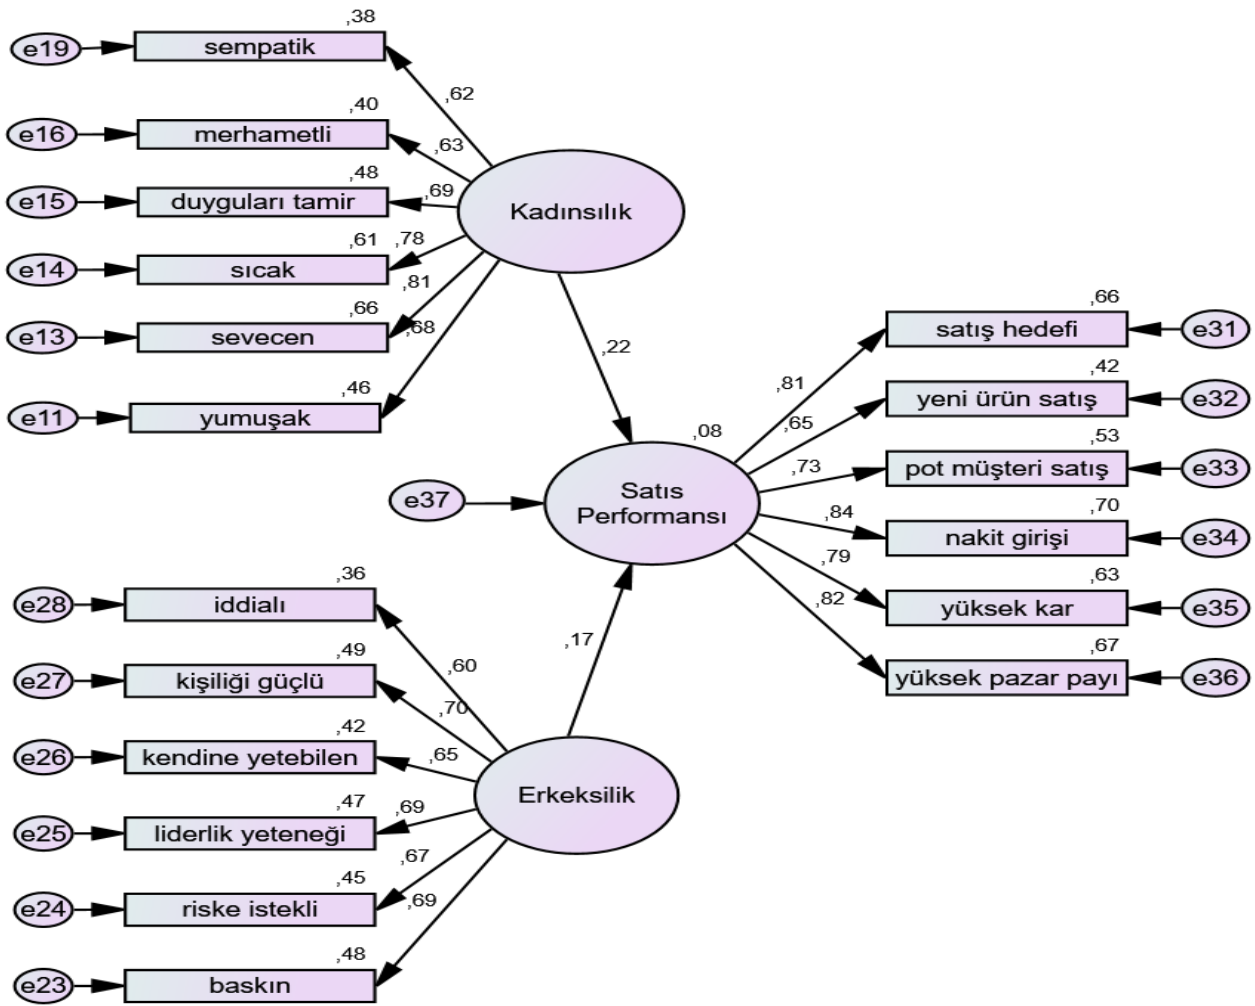 ,38
e19
sempatik
,62
,40
e16
merhametli
,63
,48
e15
duyguları tamir
,69
Kadınsılık
,61
,78
e14
sıcak
,81
,66
e13
sevecen
,68
,46
e11
yumuşak
,22
,66
satış hedefi
e31
,81
,42
yeni ürün satış
e32
,65
,08
,53
pot müşteri satış
e33
,73
e37
Satıs
Performansı
,70
nakit girişi
e34
,84
,63
yüksek kar
e35
,79
,67
yüksek pazar payı
e36
,82
,17
,36
e28
iddialı
,60
,49
e27
kişiliği güçlü
,70
,42
e26
kendine yetebilen
,65
Erkeksilik
,47
e25
liderlik yeteneği
,69
,45
e24
riske istekli
,67
,48
e23
baskın
,69